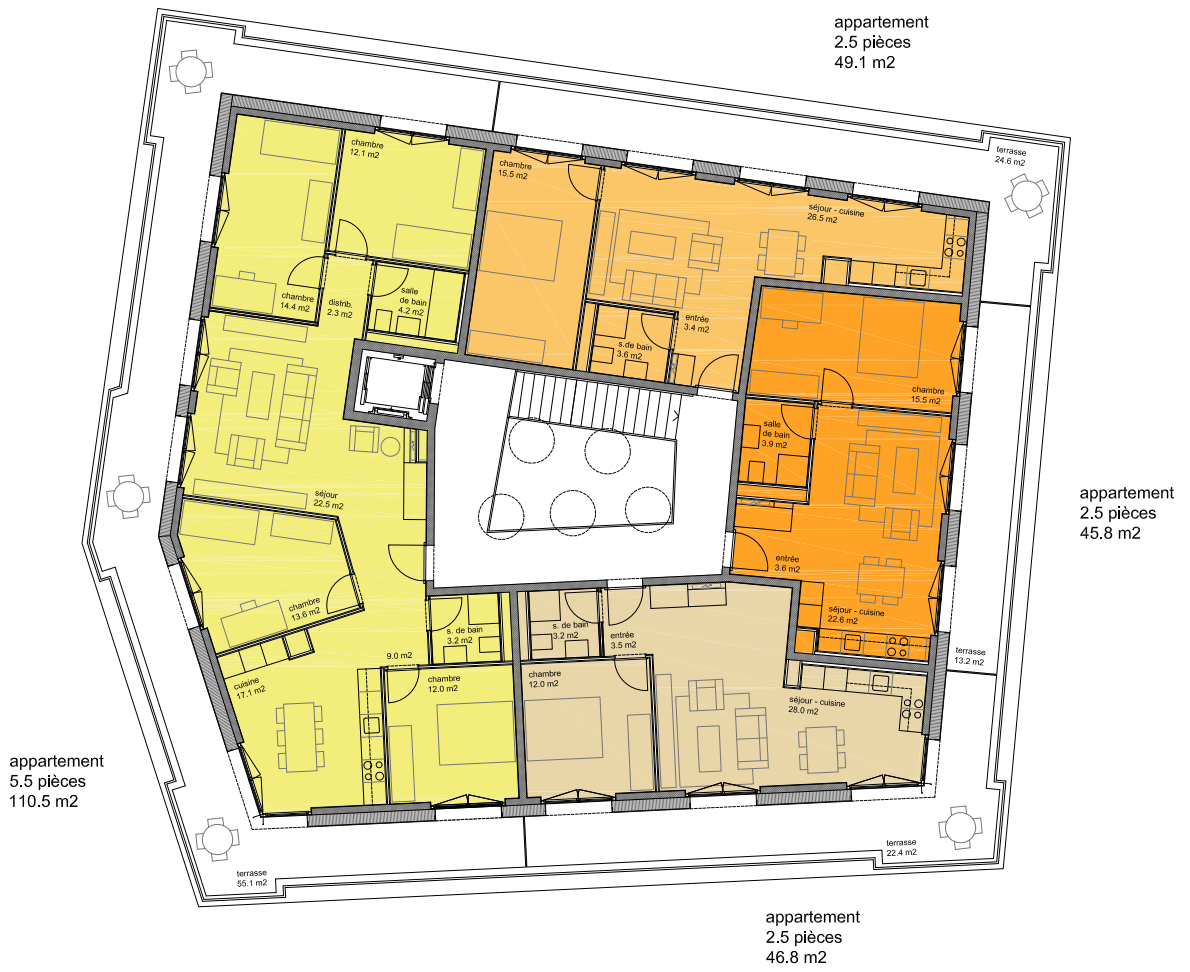 appartement
2.5 pièces
49.1 m2
terrasse
24.6 m2
chambre
12.1 m2
chambre
15.5 m2
séjour - cuisine
26.5 m2
chambre
14.4 m2
distrib.
2.3 m2
salle
de bain
4.2 m2
entrée
3.4 m2
s.de bain
3.6 m2
chambre
15.5 m2
salle
de bain
3.9 m2
séjour
22.5 m2
appartement
2.5 pièces
45.8 m2
entrée
3.6 m2
chambre
13.6 m2
séjour - cuisine
22.6 m2
s. de bain
3.2 m2
s. de bain
3.2 m2
entrée
3.5 m2
9.0 m2
terrasse
13.2 m2
cuisine
17.1 m2
chambre
12.0 m2
chambre
12.0 m2
séjour - cuisine
28.0 m2
appartement
5.5 pièces
110.5 m2
terrasse
22.4 m2
terrasse
55.1 m2
appartement
2.5 pièces
46.8 m2